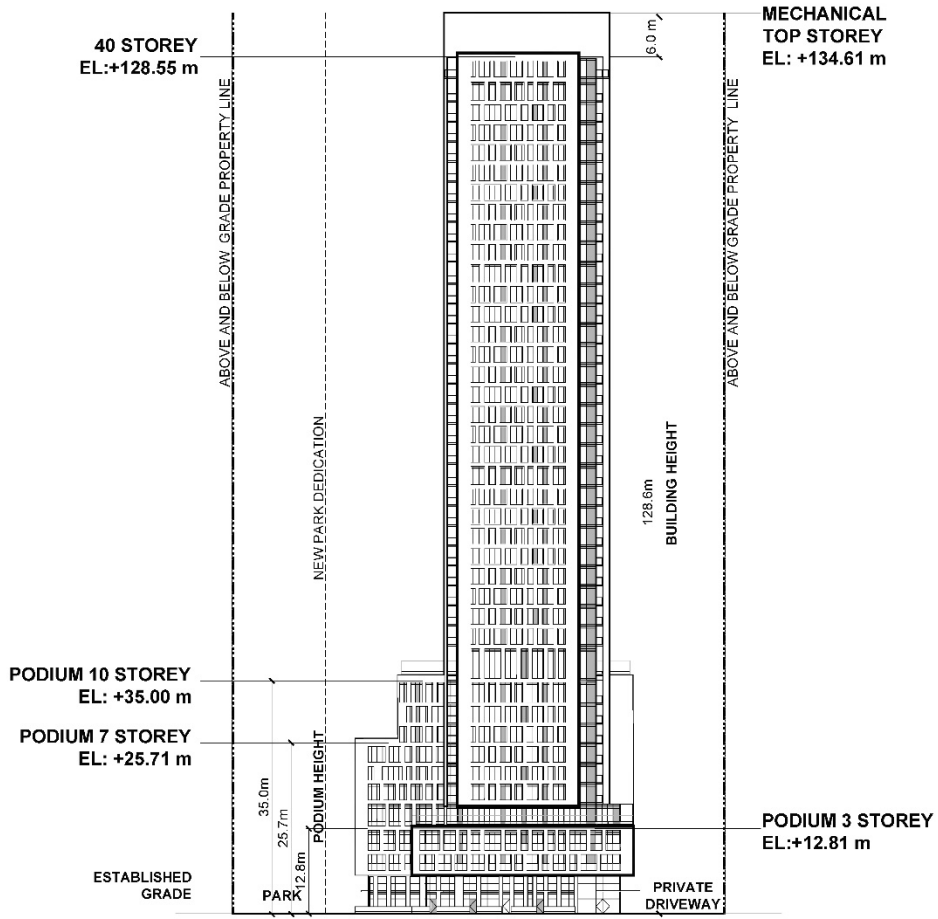 40 STOREY
EL:+128.55 m
6.0 m
MECHANICAL
TOP STOREY
EL: +134.61 m
ABOVE AND BELOW GRADE PROPERTY LINE
ABOVE AND BELOW GRADE PROPERTY LINE
NEW PARK DEDICATION
128.6m
BUILDING HEIGHT
PODIUM 10 STOREY
EL: +35.00 m
PODIUM 7 STOREY
EL: +25.71 m
35.0m
25.7m
12.8m
PODIUM HEIGHT
PODIUM 3 STOREY
EL:+12.81 m
ESTABLISHED
GRADE
PARK
PRIVATE
DRIVEWAY